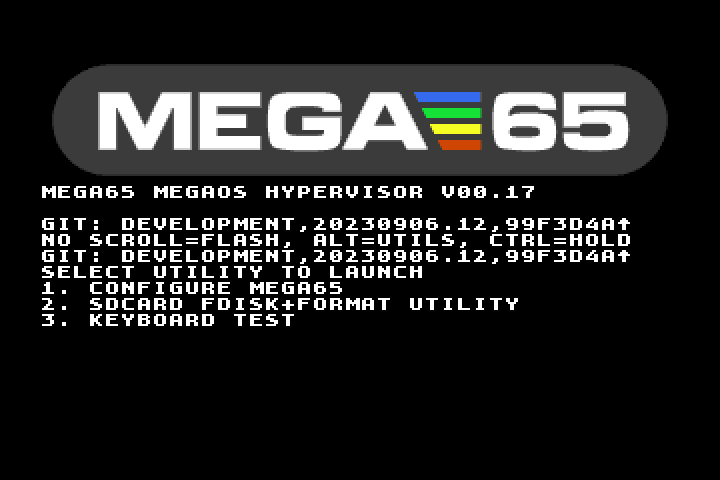 MEGA65
MEGA65 MEGAOS HYPERVISOR V00.17
GIT: DEVELOPMENT,20230906.12,99F3D4A↑
NO SCROLL=FLASH, ALT=UTILS, CTRL=HOLD
GIT: DEVELOPMENT,20230906.12,99F3D4A↑
SELECT UTILITY TO LAUNCH
1. CONFIGURE MEGA65
2. SDCARD FDISK+FORMAT UTILITY
3. KEYBOARD TEST